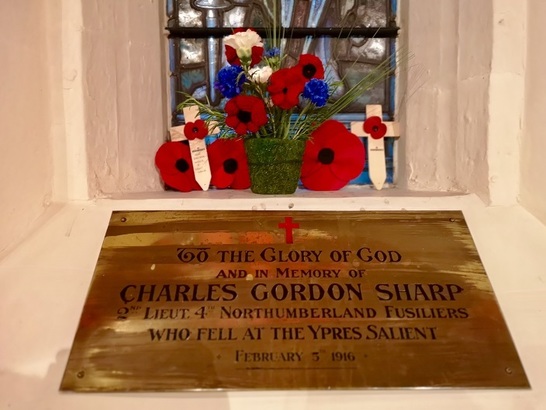 To the Glory of God
and in Memory of
CHARLES GORDON SHARP
2nd Lieut. 4th Northumberland Fusiliers
who fell at the Ypres Salient
February 3rd 1916